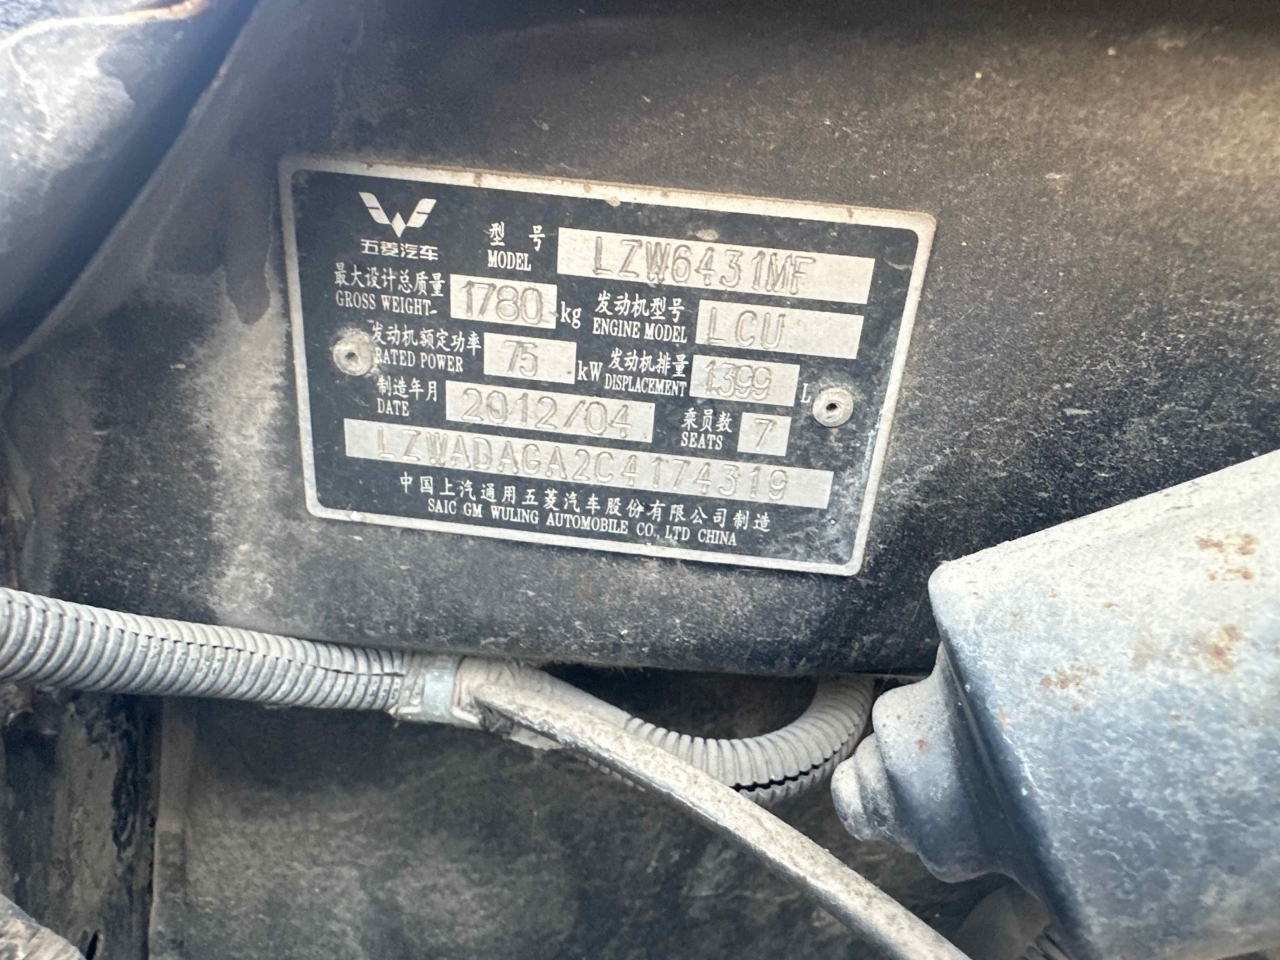 五菱汽车
型号 LZW6431MF
MODEL
最大设计总质量 1780 kg 发动机型号 LCU
GROSS WEIGHT ENGINE MODEL
发动机额定功率 75 kW 发动机排量 1.399 L
RATED POWER DISPLACEMENT
制造年月 2012/04 乘员数 7
DATE SEATS
LZWADAGA2C4174319
中国上汽通用五菱汽车股份有限公司制造
SAIC GM WULING AUTOMOBILE CO., LTD CHINA